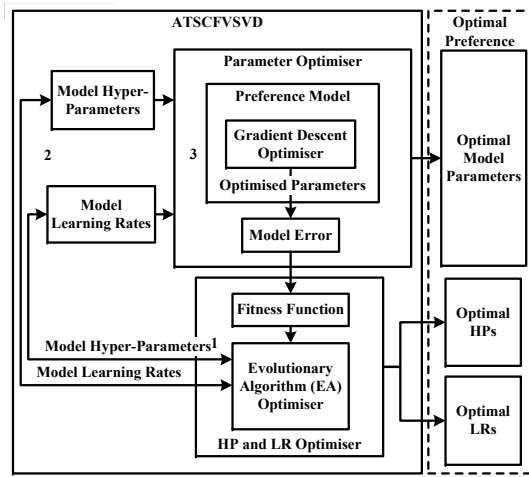 ATSCFVSVD
Optimal
Preference
Parameter Optimiser
Model Hyper-
Parameters
Preference Model
Gradient Descent
Optimiser
Optimised Parameters
2
3
Optimal
Model
Parameters
Model
Learning Rates
Model Error
Fitness Function
Optimal
HPs
Model Hyper-Parameters
1
Model Learning Rates
Evolutionary
Algorithm (EA)
Optimiser
HP and LR Optimiser
Optimal
LRs